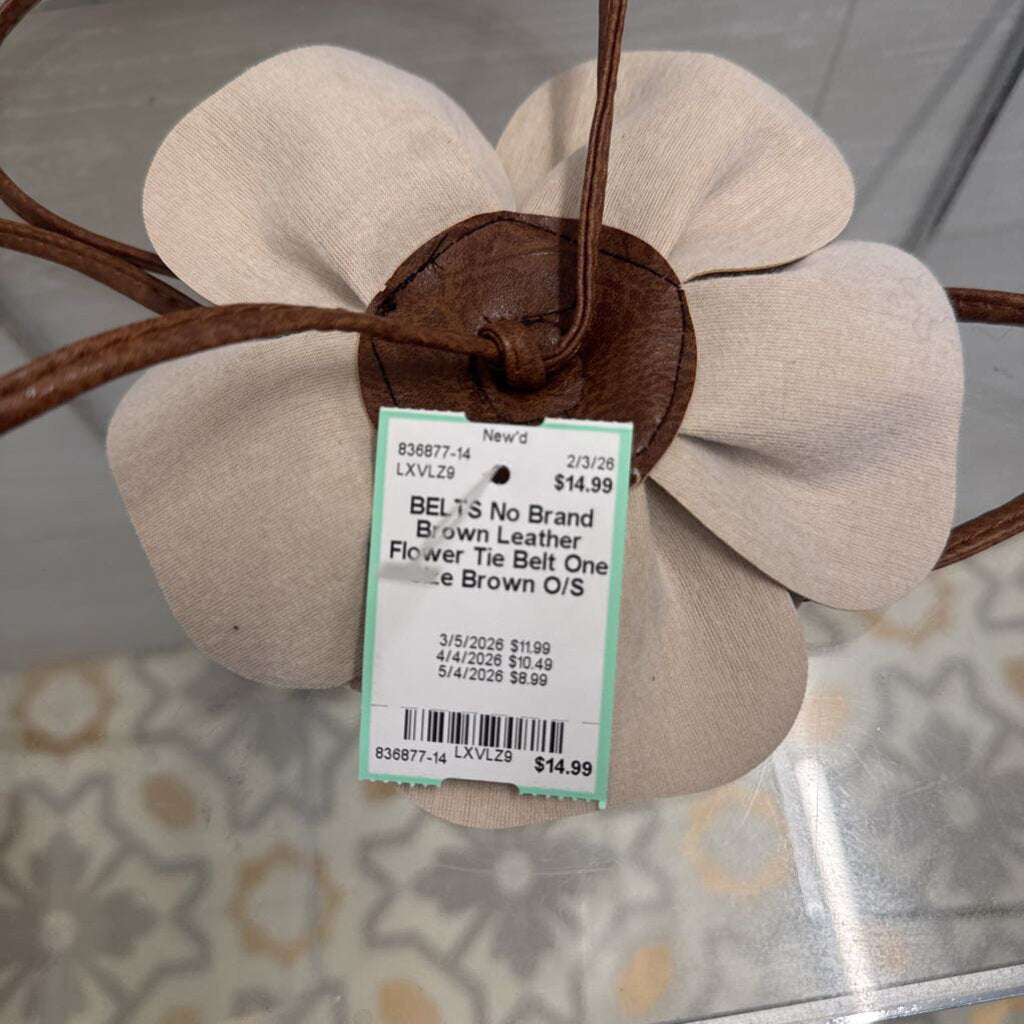 New'd
836877-14
LXVLZ9
2/3/26
$14.99
BELTS No Brand
Brown Leather
Flower Tie Belt One
Brown O/S
3/5/2026 $11.99
4/4/2026 $10.49
5/4/2026 $8.99
836877-14 LXVLZ9 $14.99